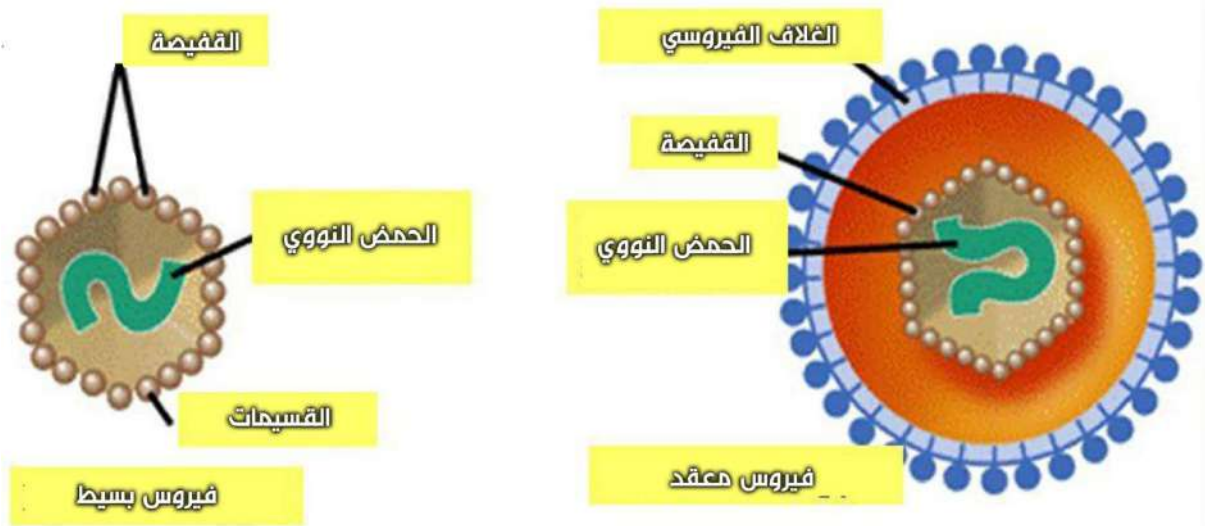 القفيصة
الحمض النووي
القسيمات
فيروس بسيط
الغلاف الفيروسي
القفيصة
الحمض النووي
فيروس معقد